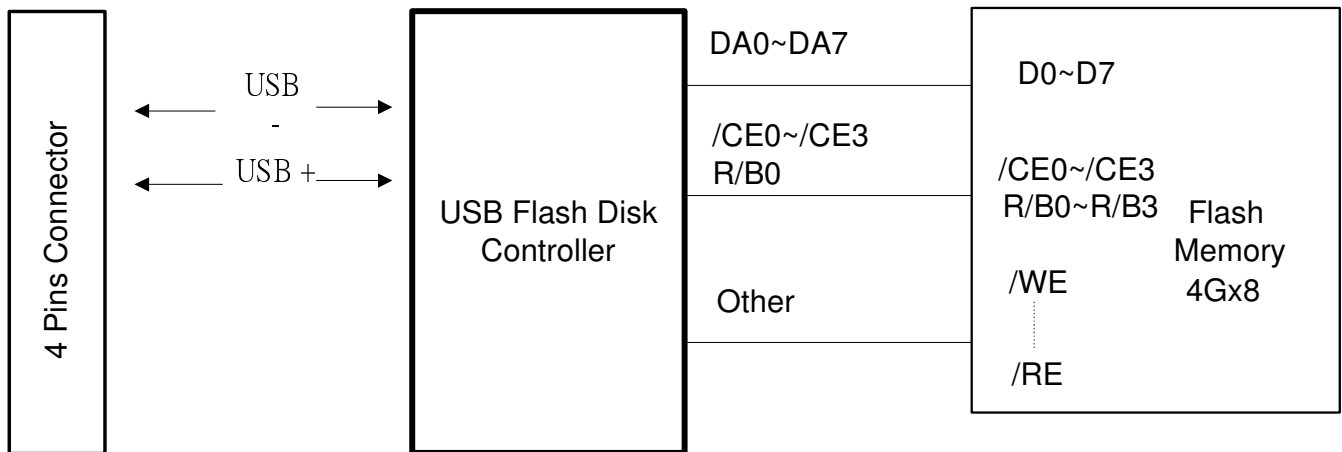 4 Pins Connector
USB
-
USB +
USB Flash Disk
Controller
DA0~DA7
/CE0~/CE3
R/B0
Other
D0~D7
/CE0~/CE3
R/B0~R/B3
/WE
/RE
Flash
Memory
4Gx8